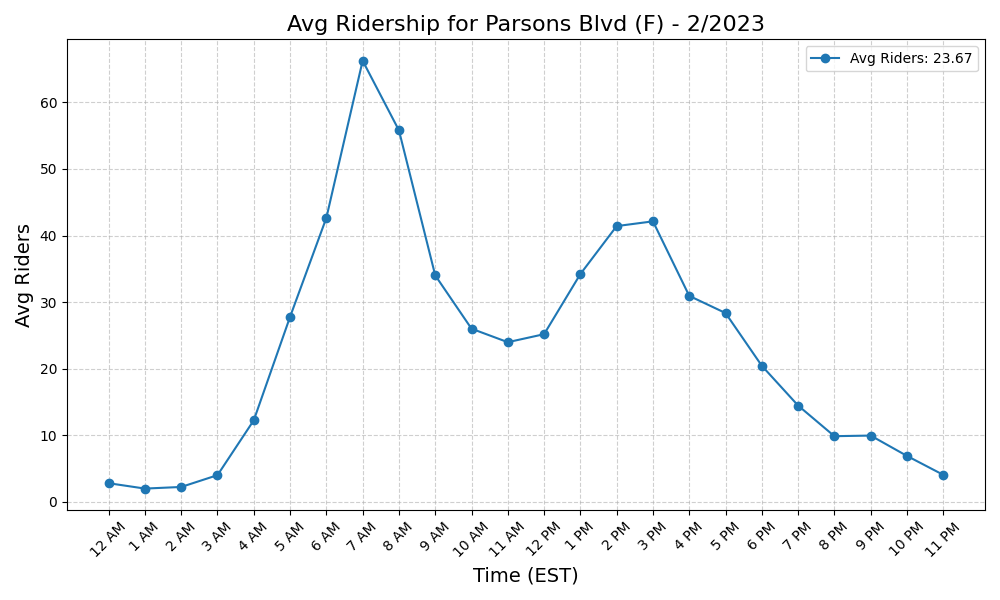 Avg Ridership for Parsons Blvd (F) - 2/2023
Avg Riders: 23.67
Avg Riders
60
50
40
30
20
10
0
12 AM
1 AM
2 AM
3 AM
4 AM
5 AM
6 AM
7 AM
8 AM
9 AM
10 AM
11 AM
12 PM
1 PM
2 PM
3 PM
4 PM
5 PM
6 PM
7 PM
8 PM
9 PM
10 PM
11 PM
Time (EST)